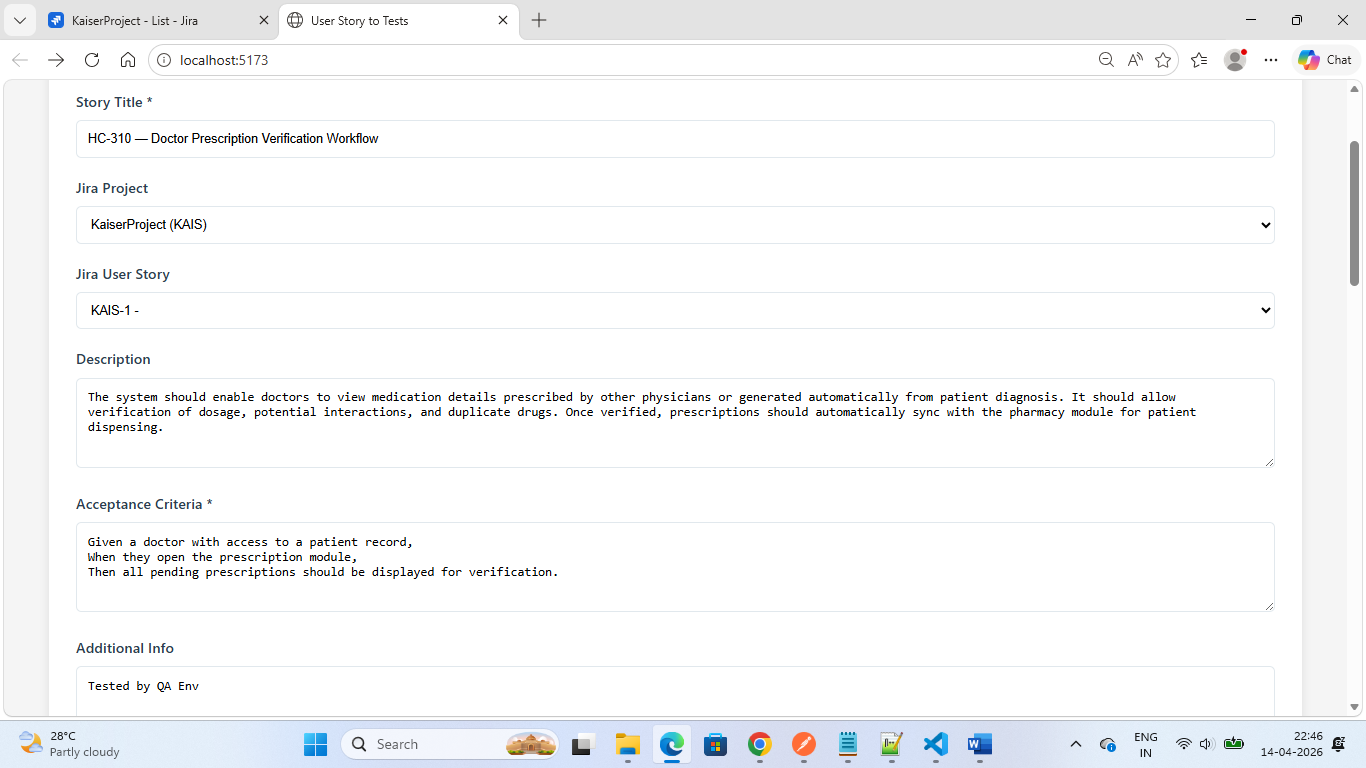 KaiserProject - List - Jira
User Story to Tests
localhost:5173
Chat
Story Title *
HC-310 — Doctor Prescription Verification Workflow
Jira Project
KaiserProject (KAIS)
Jira User Story
KAIS-1 -
Description
The system should enable doctors to view medication details prescribed by other physicians or generated automatically from patient diagnosis. It should allow
verification of dosage, potential interactions, and duplicate drugs. Once verified, prescriptions should automatically sync with the pharmacy module for patient
dispensing.
Acceptance Criteria *
Given a doctor with access to a patient record,
When they open the prescription module,
Then all pending prescriptions should be displayed for verification.
Additional Info
Tested by QA Env
28°C
Partly cloudy
Search
ENG
IN
22:46
14-04-2026